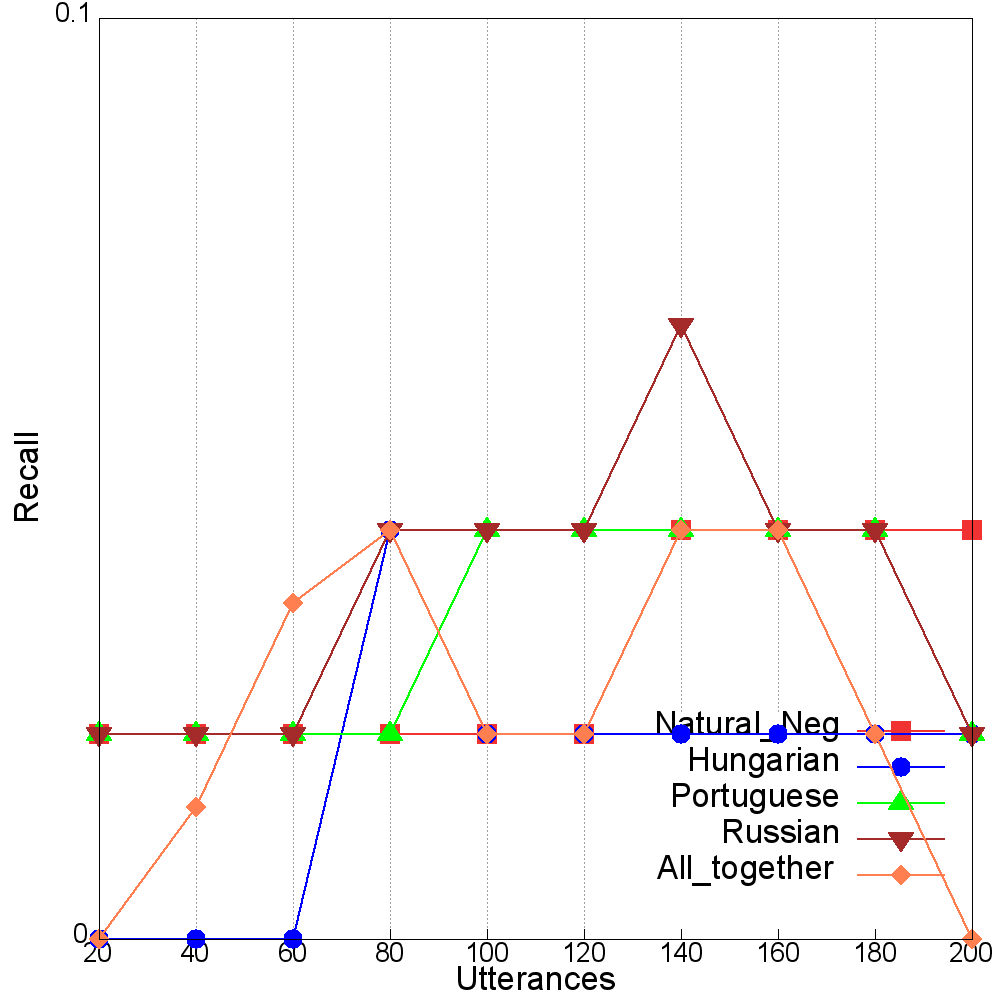 0.1
Recall
Natural_Neg
Hungarian
Portuguese
Russian
All_together
0
20 40 60 80 100 120 140 160 180 200
Utterances